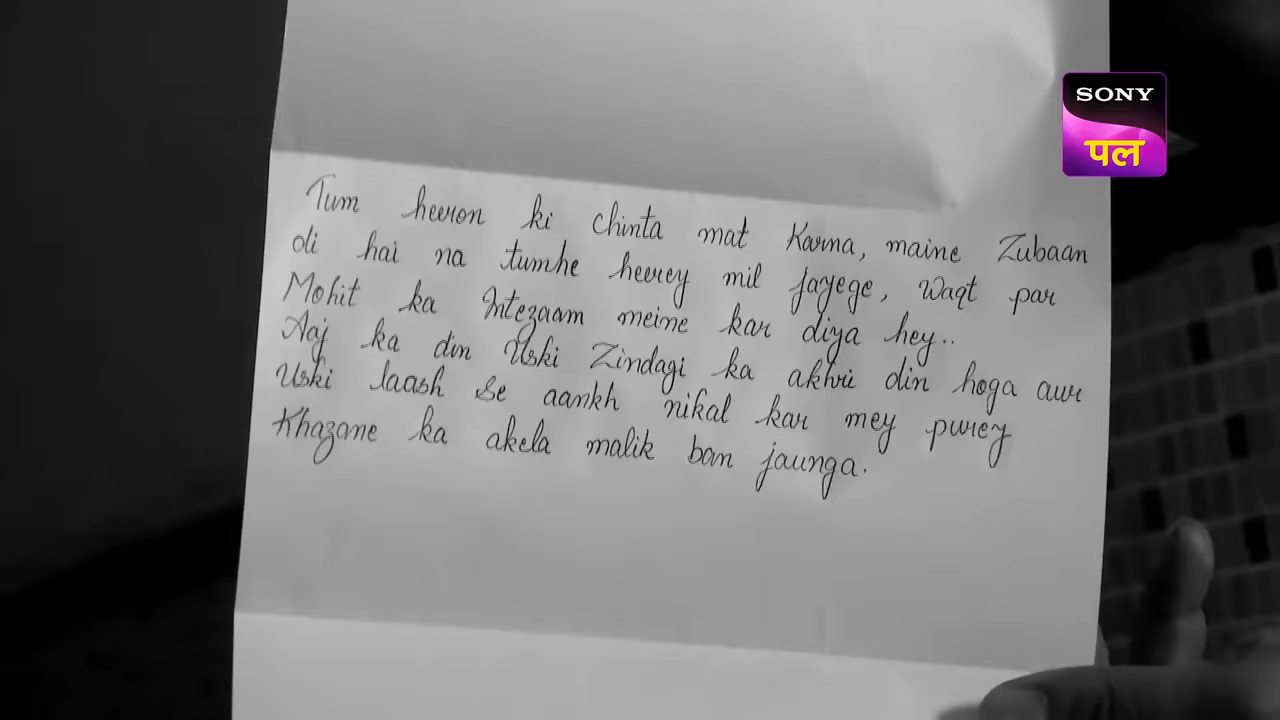 SONY
पल
Tum heeron ki chinta mat Karna, maine Zubaan
di hai na tumhe heerey mil jayege, Waqt par
Mohit ka Intezaam meine kar diya hey..
Aaj ka din Uski Zindagi ka akhri din hoga aur
Uski laash se aankh nikal kar mey purey
Khazane ka akela malik ban jaunga.